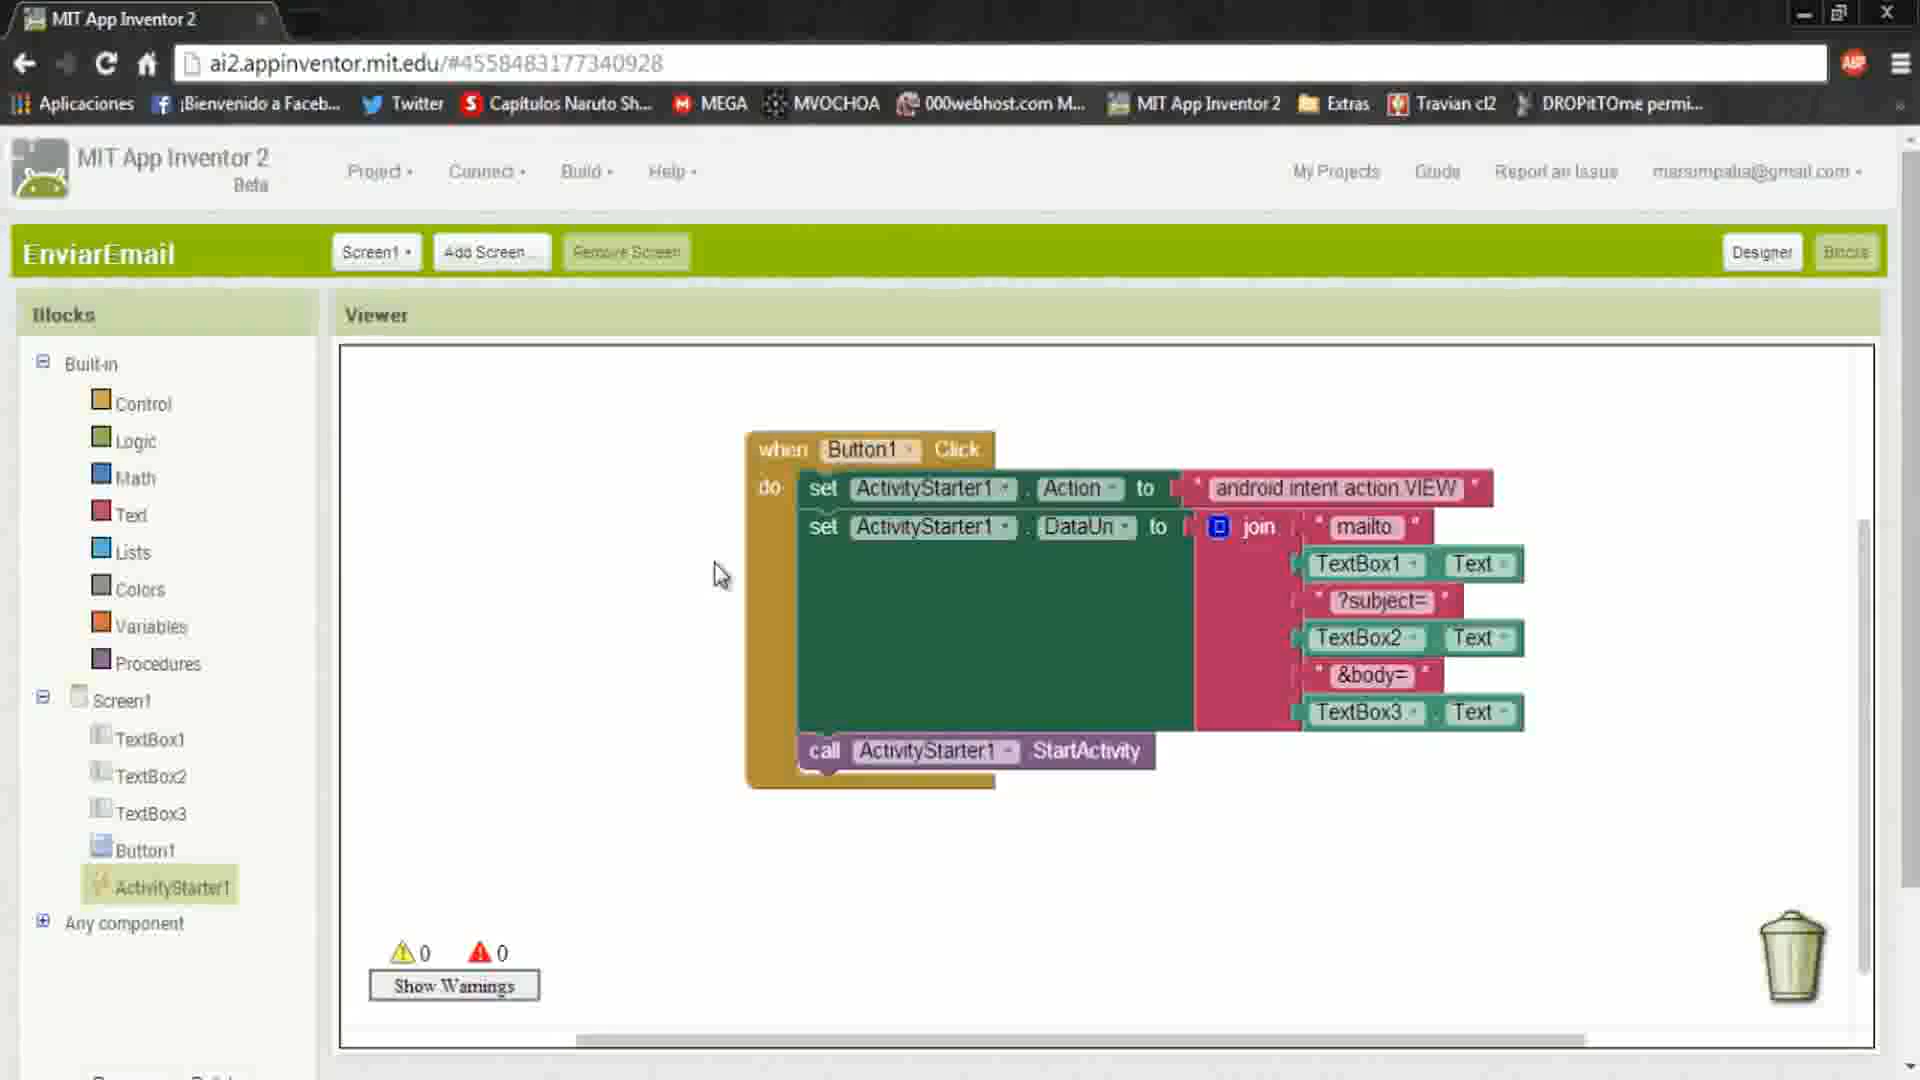 MIT App Inventor 2
ai2.appinventor.mit.edu/#4558483177340928
Aplicaciones ¡Bienvenido a Faceb... Twitter Capítulos Naruto Sh... MEGA MVOCHOA 000webhost.com M... MIT App Inventor 2 Extras Travian cl2 DROPitTOme permi...
MIT App Inventor 2
Beta
Project Connect Build Help My Projects Guide Report an Issue marsimpalia@gmail.com
EnviarEmail Screen1 Add Screen ... Remove Screen Designer Blocks
Blocks Viewer
Built-in
Control
Logic
Math
Text
Lists
Colors
Variables
Procedures
Screen1
TextBox1
TextBox2
TextBox3
Button1
ActivityStarter1
Any component
when Button1 .Click
do set ActivityStarter1 . Action to " android.intent.action.VIEW "
set ActivityStarter1 . DataUri to join " mailto: "
TextBox1 . Text
" ?subject= "
TextBox2 . Text
" &body= "
TextBox3 . Text
call ActivityStarter1 .StartActivity
0 0
Show Warnings
ABP